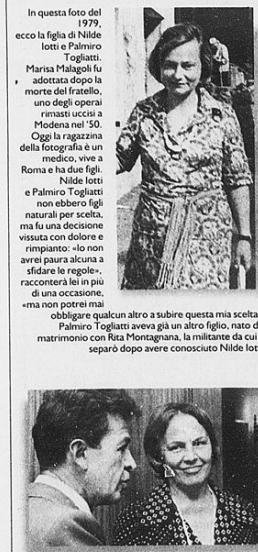 In questa foto del
1979,
ecco la figlia di Nilde
Iotti e Palmiro
Togliatti.
Marisa Malagoli fu
adottata dopo la
morte del fratello,
uno degli operai
rimasti uccisi a
Modena nel '50.
Oggi la ragazzina
della fotografia è un
medico, vive a
Roma e ha due figli.
Nilde Iotti
e Palmiro Togliatti
non ebbero figli
naturali per scelta,
ma fu una decisione
vissuta con dolore e
rimpianto: «Io non
avrei paura alcuna a
sfidare le regole»,
racconterà lei in più
di una occasione,
«ma non potrei mai
obbligare qualcun altro a subire questa mia scelta
Palmiro Togliatti aveva già un altro figlio, nato d
matrimonio con Rita Montagnana, la militante da cui
separò dopo avere conosciuto Nilde Iot